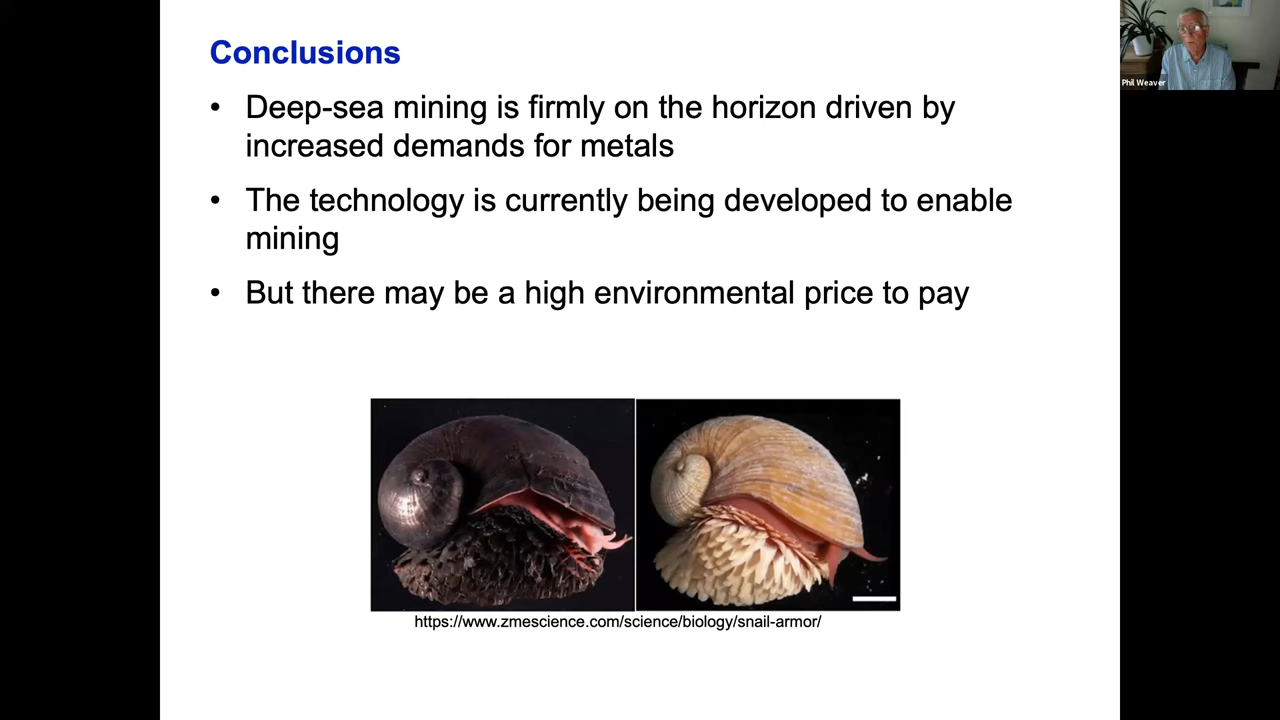 Conclusions
• Deep-sea mining is firmly on the horizon driven by
increased demands for metals
• The technology is currently being developed to enable
mining
• But there may be a high environmental price to pay
https://www.zmescience.com/science/biology/snail-armor/
Phil Weaver